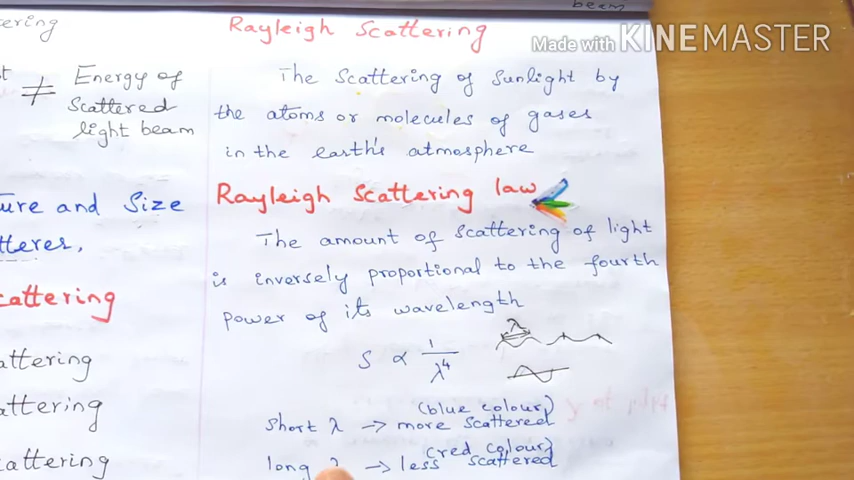 beam
Made with KINEMASTER
ering
≠ Energy of
scattered
light beam
ure and Size
tterer,
cattering
attering
attering
cattering
Rayleigh Scattering
The scattering of sunlight by
the atoms or molecules of gases
in the earth's atmosphere
Rayleigh Scattering law
The amount of scattering of light
is inversely proportional to the fourth
power of its wavelength
S ∝ 1/λ⁴
λ
short λ → more scattered (blue colour)
long λ → less scattered (red colour)